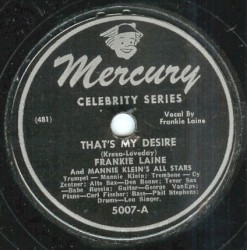 Mercury
CELEBRITY SERIES
(481)
Vocal By
Frankie Laine
THAT'S MY DESIRE
(Kresa-Loveday)
FRANKIE LAINE
And MANNIE KLEIN'S ALL STARS
Trumpet — Mannie Klein; Trombone — Cy
Zentner; Alto Sax—Don Bonne; Tenor Sax
—Babe Russin; Guitar—George VanEps;
Piano—Carl Fischer; Bass—Phil Stephens;
Drums—Lou Singer.
5007-A